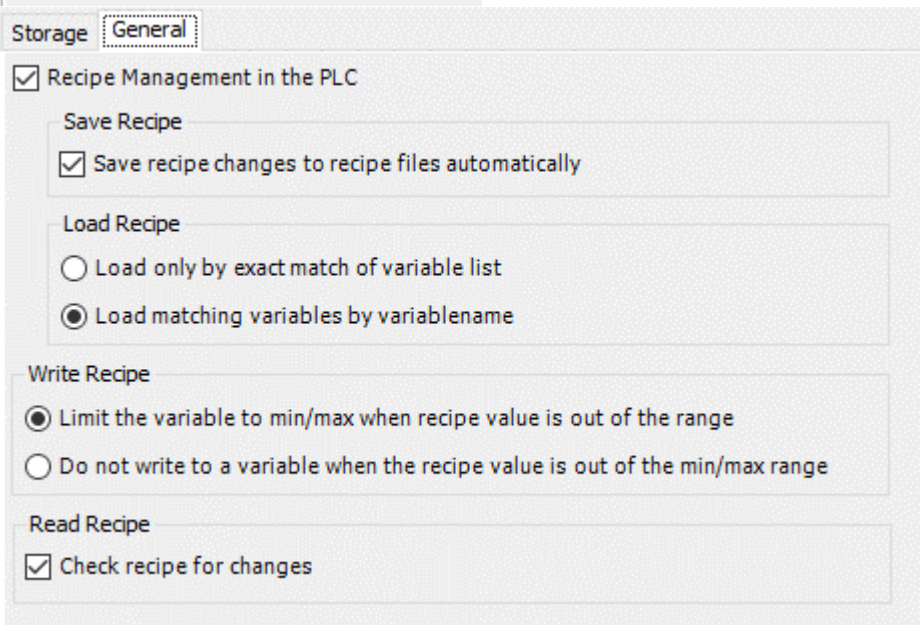 Storage
General
Recipe Management in the PLC
Save Recipe
Save recipe changes to recipe files automatically
Load Recipe
Load only by exact match of variable list
Load matching variables by variablename
Write Recipe
Limit the variable to min/max when recipe value is out of the range
Do not write to a variable when the recipe value is out of the min/max range
Read Recipe
Check recipe for changes